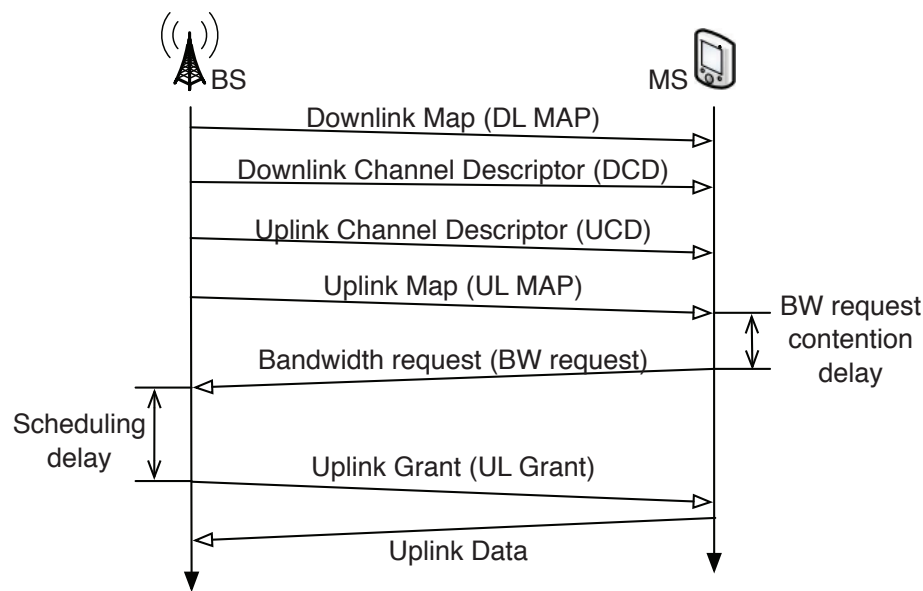 BS
MS
Downlink Map (DL MAP)
Downlink Channel Descriptor (DCD)
Uplink Channel Descriptor (UCD)
Uplink Map (UL MAP)
BW request
contention
delay
Bandwidth request (BW request)
Scheduling
delay
Uplink Grant (UL Grant)
Uplink Data